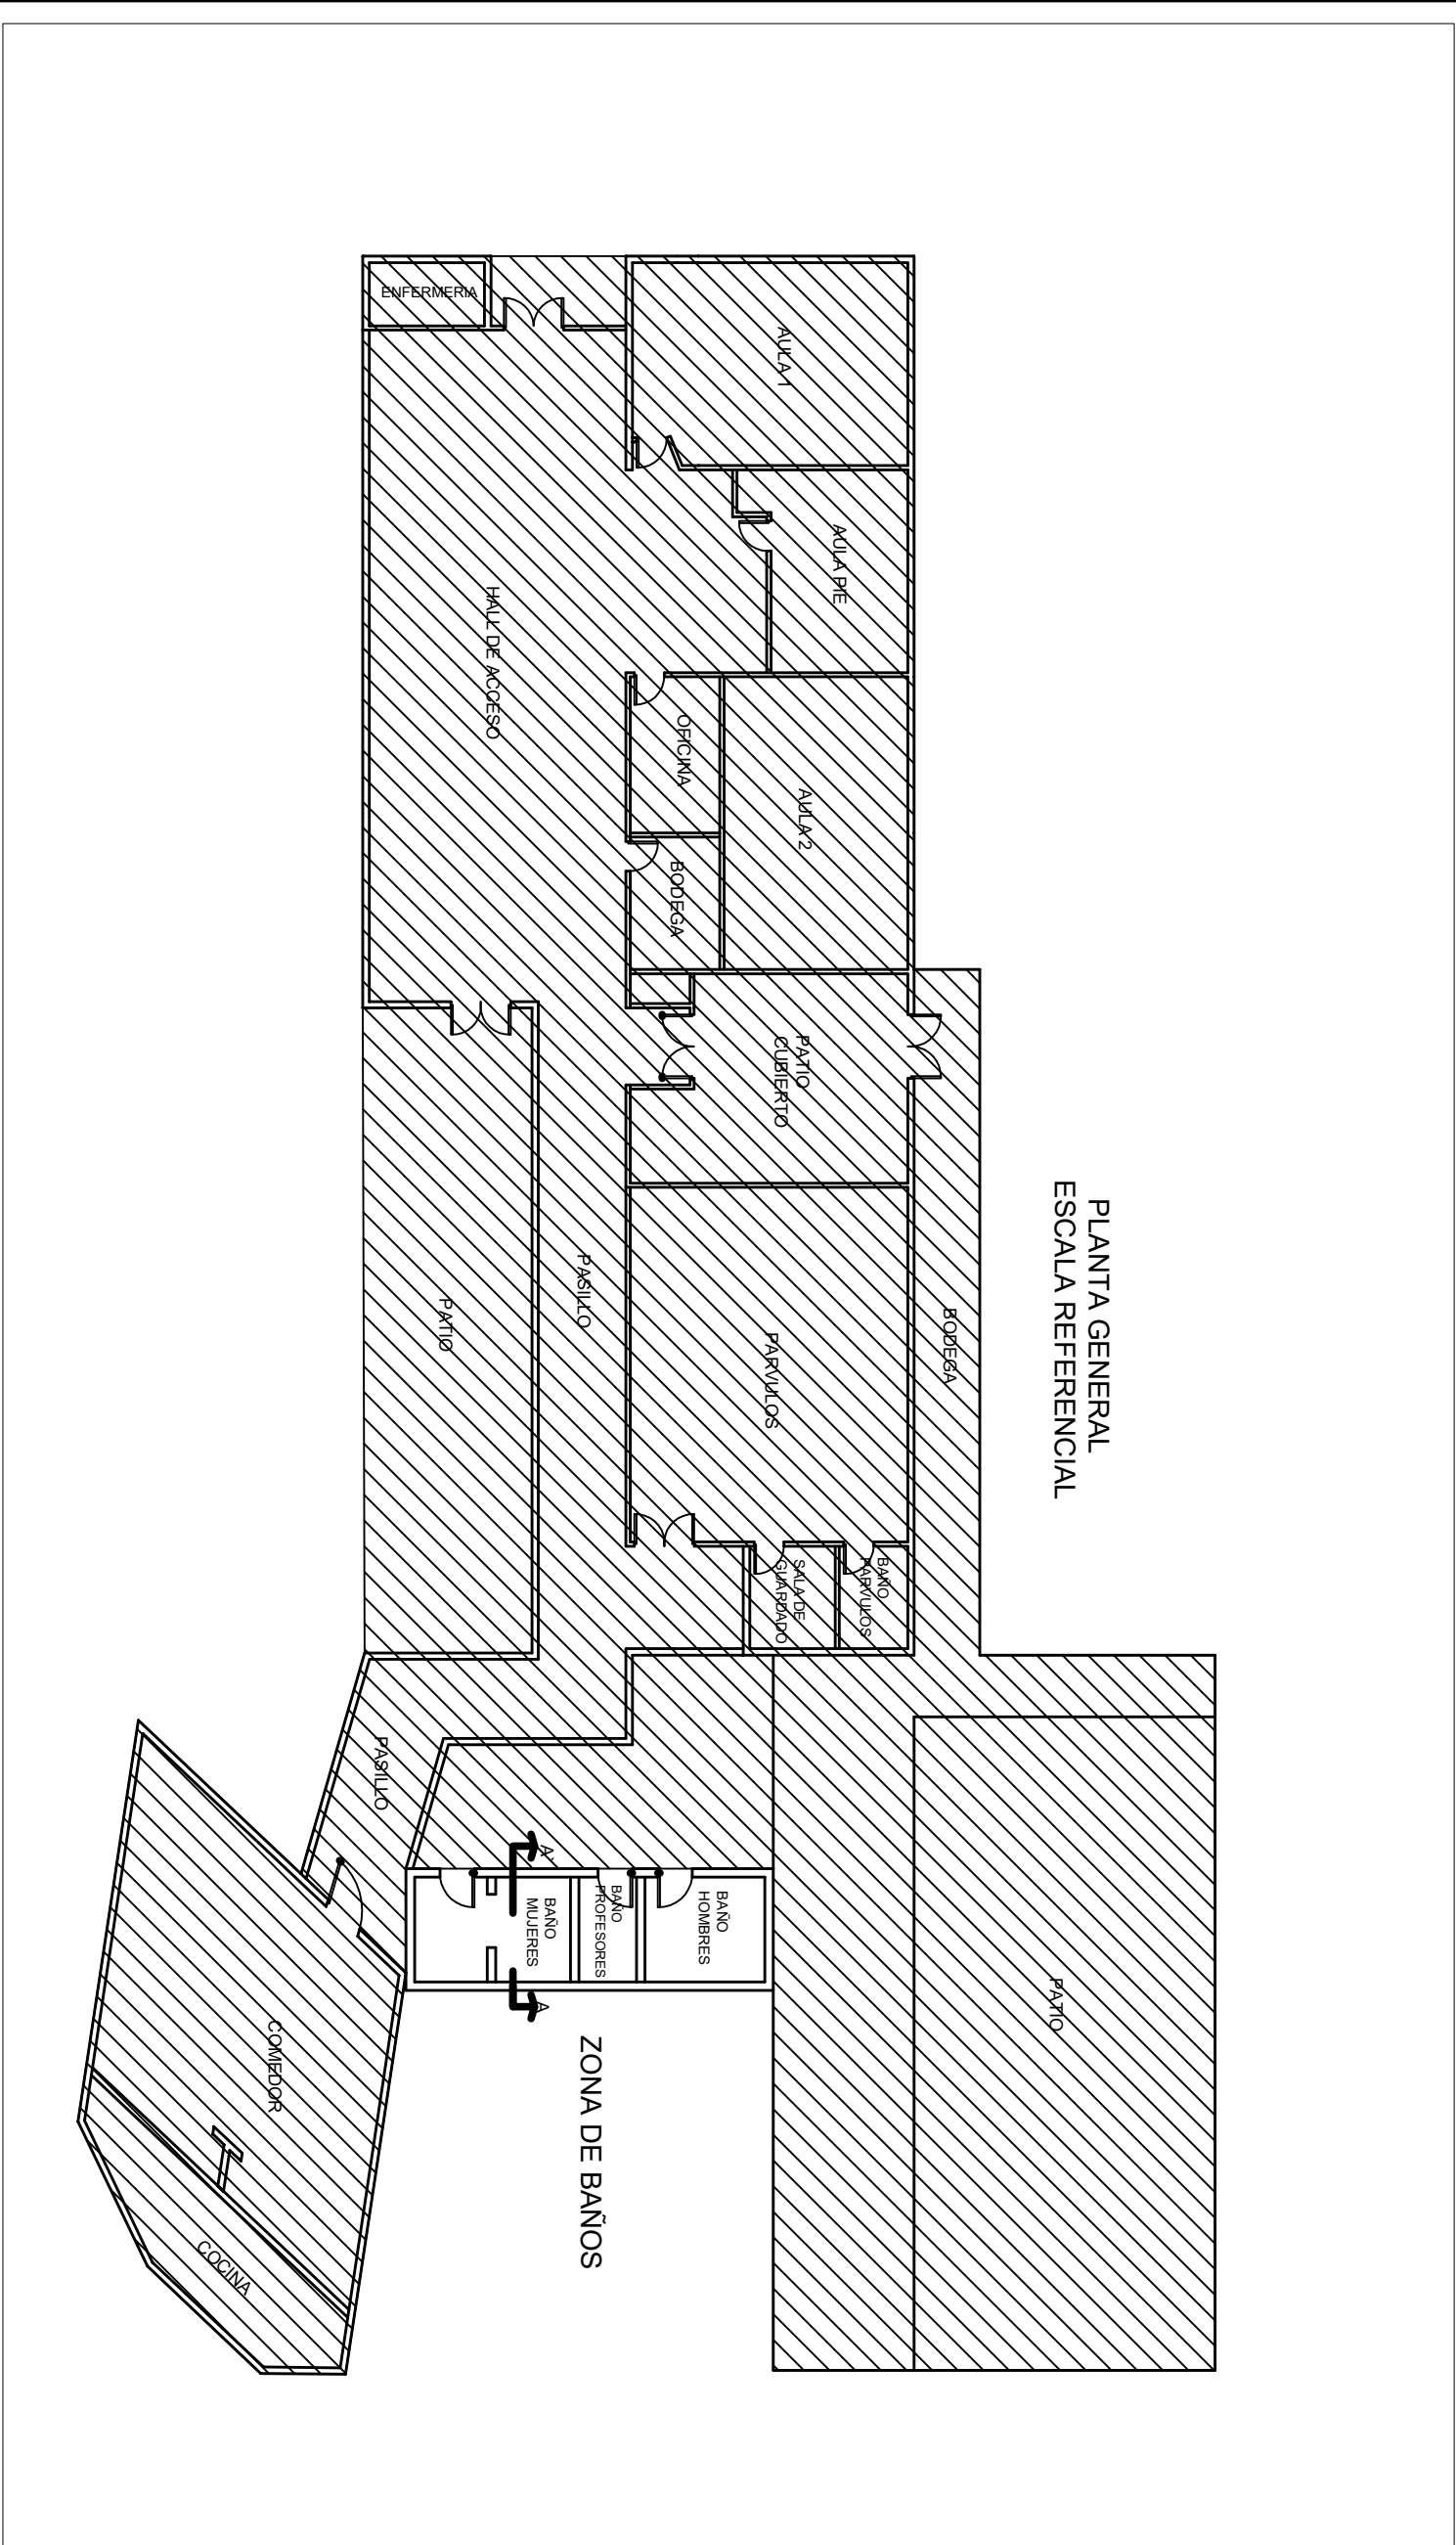 PLANTA GENERAL
ESCALA REFERENCIAL
ENFERMERIA
AULA 1
AULA PIE
HALL DE ACCESO
OFICINA
AULA 2
BODEGA
PATIO
CUBIERTO
PASILLO
PATIO
PARVULOS
BODEGA
SALA DE
GUARDADO
BAÑO
PARVULOS
PASILLO
A'
BAÑO
MUJERES
BAÑO
PROFESORES
BAÑO
HOMBRES
A
PATIO
ZONA DE BAÑOS
COMEDOR
COCINA